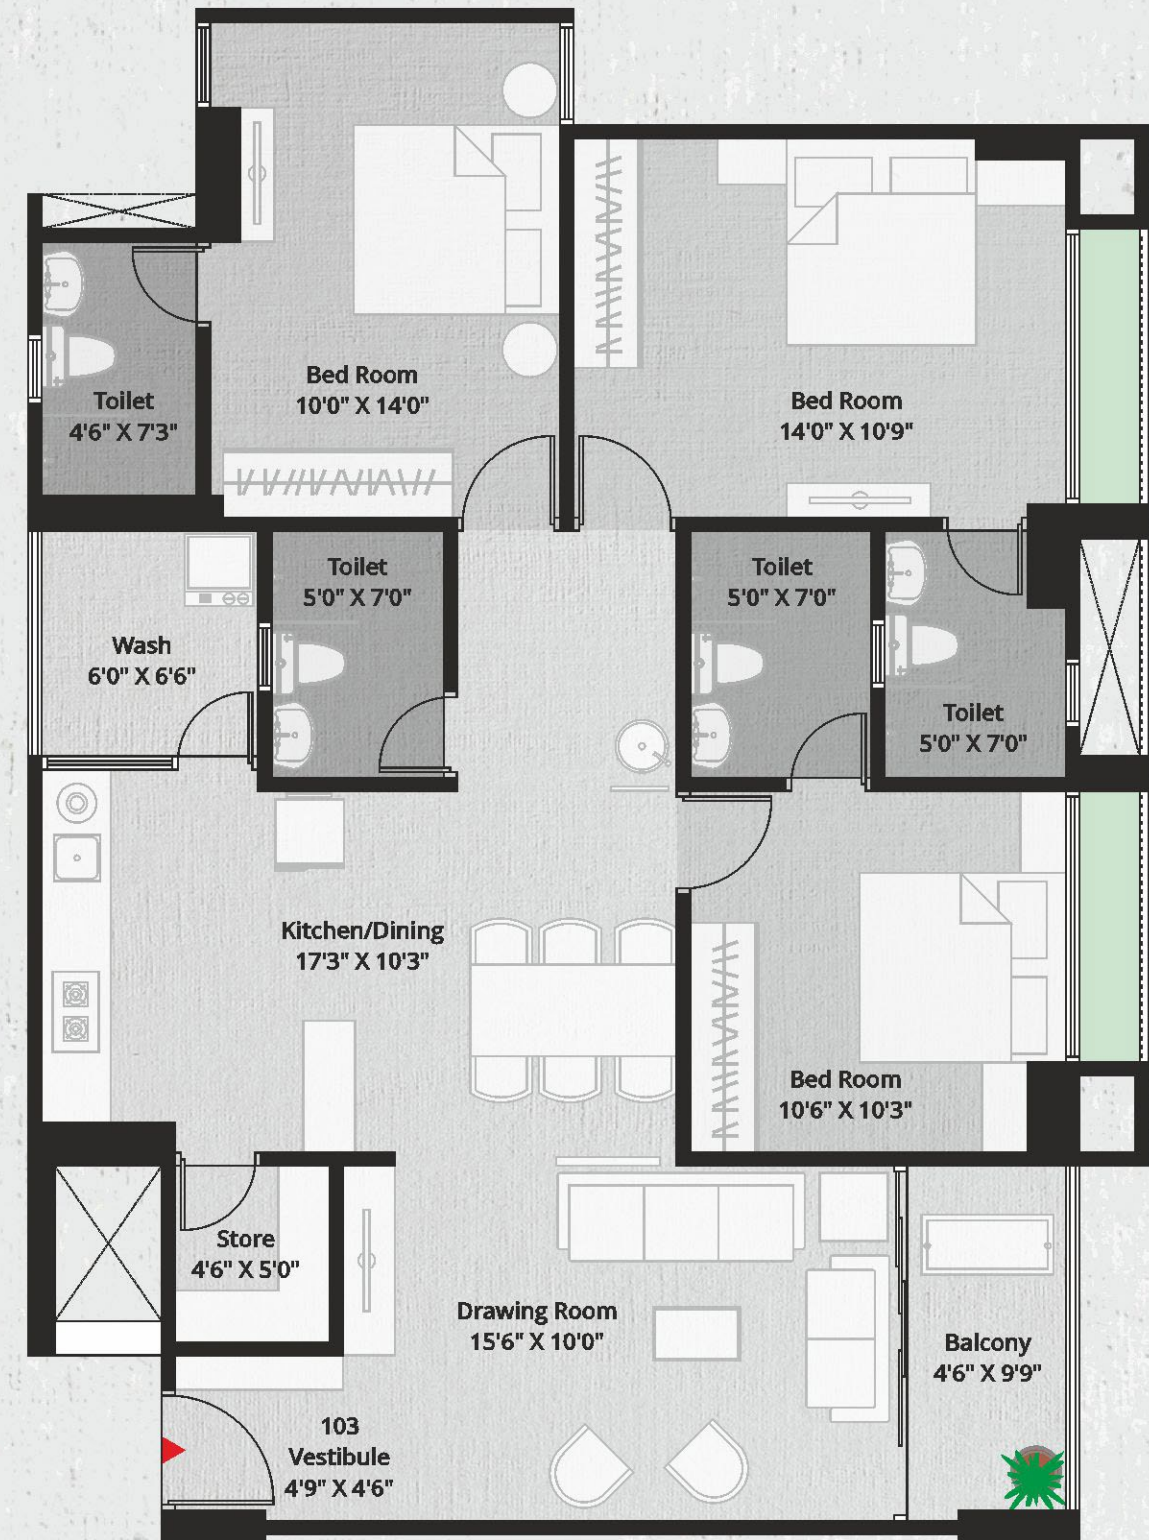 Bed Room
10'0" X 14'0"
Bed Room
14'0" X 10'9"
Toilet
4'6" X 7'3"
Toilet
5'0" X 7'0"
Toilet
5'0" X 7'0"
Wash
6'0" X 6'6"
Toilet
5'0" X 7'0"
Kitchen/Dining
17'3" X 10'3"
Bed Room
10'6" X 10'3"
Store
4'6" X 5'0"
Drawing Room
15'6" X 10'0"
Balcony
4'6" X 9'9"
103
Vestibule
4'9" X 4'6"